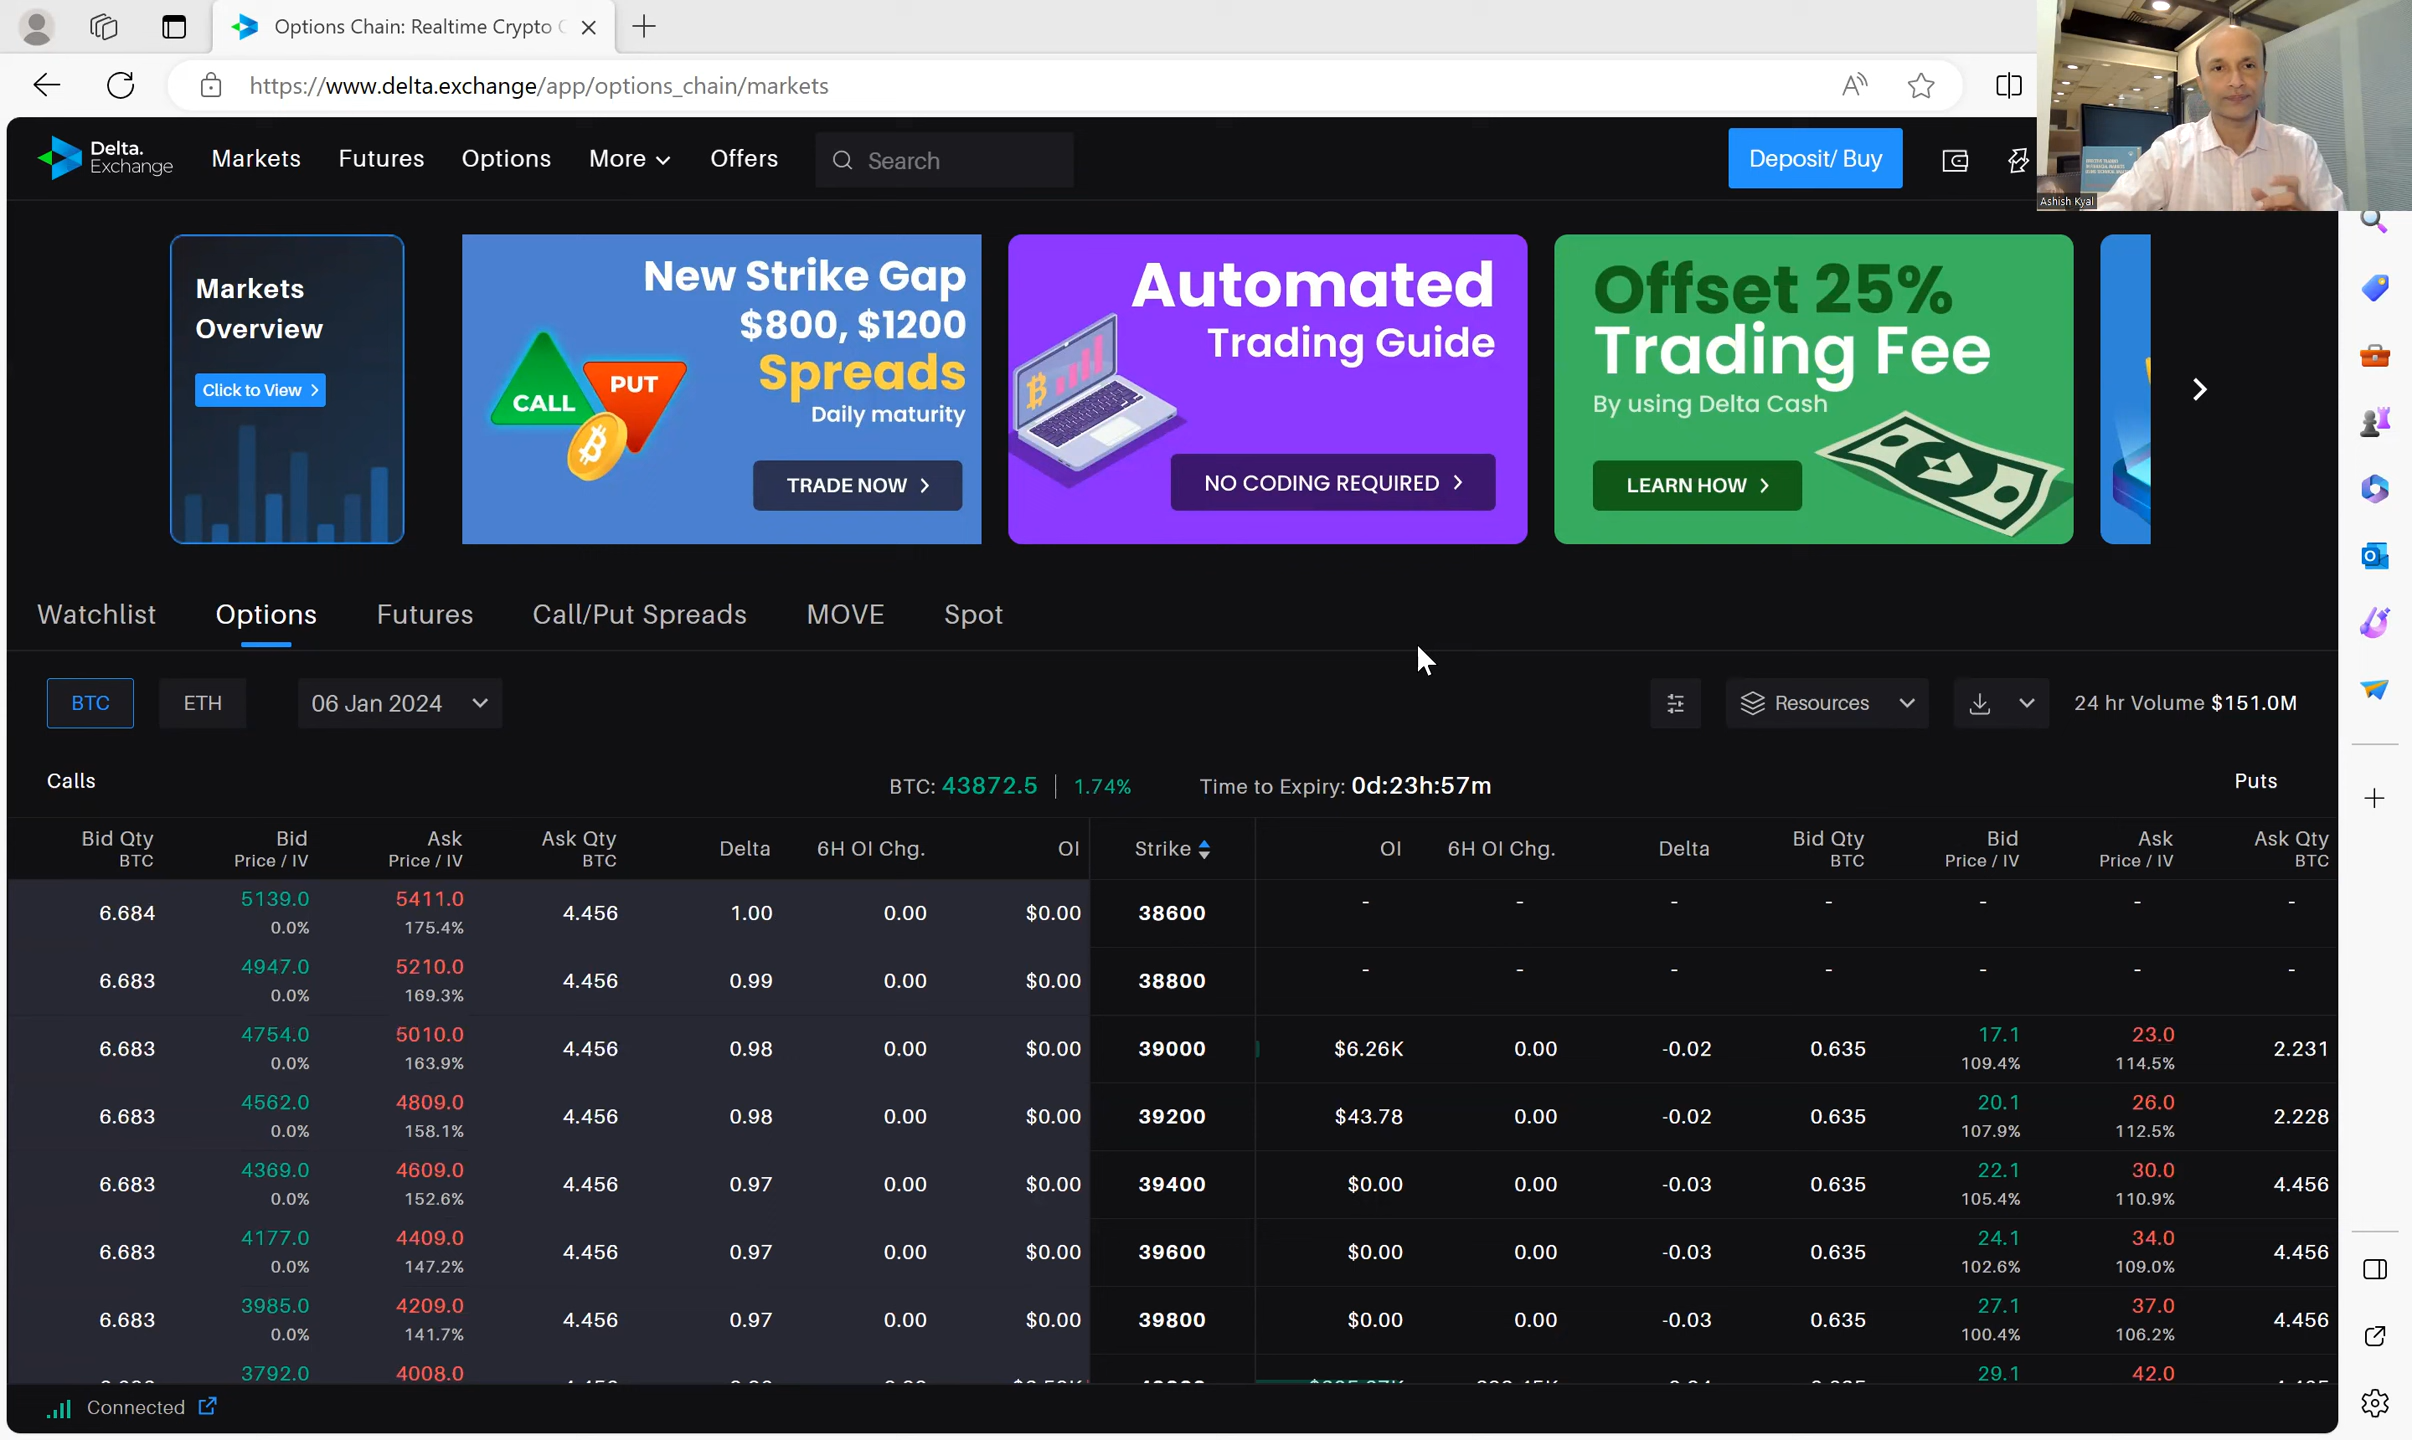 Options Chain: Realtime Crypto
https://www.delta.exchange/app/options_chain/markets
Ashish Kyal
Delta.
Exchange
Markets
Futures
Options
More
Offers
Search
Deposit/ Buy
Markets
Overview
Click to View >
New Strike Gap
$800, $1200
Spreads
Daily maturity
CALL
PUT
TRADE NOW >
Automated
Trading Guide
NO CODING REQUIRED >
Offset 25%
Trading Fee
By using Delta Cash
LEARN HOW >
Watchlist
Options
Futures
Call/Put Spreads
MOVE
Spot
BTC
ETH
06 Jan 2024
Resources
24 hr Volume $151.0M
Calls
BTC: 43872.5 | 1.74%
Time to Expiry: 0d:23h:57m
Puts
Bid Qty Bid Ask Ask Qty Delta 6H OI Chg. OI Strike OI 6H OI Chg. Delta Bid Qty Bid Ask Ask Qty
BTC Price / IV Price / IV BTC BTC Price / IV Price / IV BTC
6.684 5139.0 5411.0 4.456 1.00 0.00 $0.00 38600 - - - - - - -
0.0% 175.4%
6.683 4947.0 5210.0 4.456 0.99 0.00 $0.00 38800 - - - - - - -
0.0% 169.3%
6.683 4754.0 5010.0 4.456 0.98 0.00 $0.00 39000 $6.26K 0.00 -0.02 0.635 17.1 23.0 2.231
0.0% 163.9% 109.4% 114.5%
6.683 4562.0 4809.0 4.456 0.98 0.00 $0.00 39200 $43.78 0.00 -0.02 0.635 20.1 26.0 2.228
0.0% 158.1% 107.9% 112.5%
6.683 4369.0 4609.0 4.456 0.97 0.00 $0.00 39400 $0.00 0.00 -0.03 0.635 22.1 30.0 4.456
0.0% 152.6% 105.4% 110.9%
6.683 4177.0 4409.0 4.456 0.97 0.00 $0.00 39600 $0.00 0.00 -0.03 0.635 24.1 34.0 4.456
0.0% 147.2% 102.6% 109.0%
6.683 3985.0 4209.0 4.456 0.97 0.00 $0.00 39800 $0.00 0.00 -0.03 0.635 27.1 37.0 4.456
0.0% 141.7% 100.4% 106.2%
3792.0 4008.0 29.1 42.0
Connected